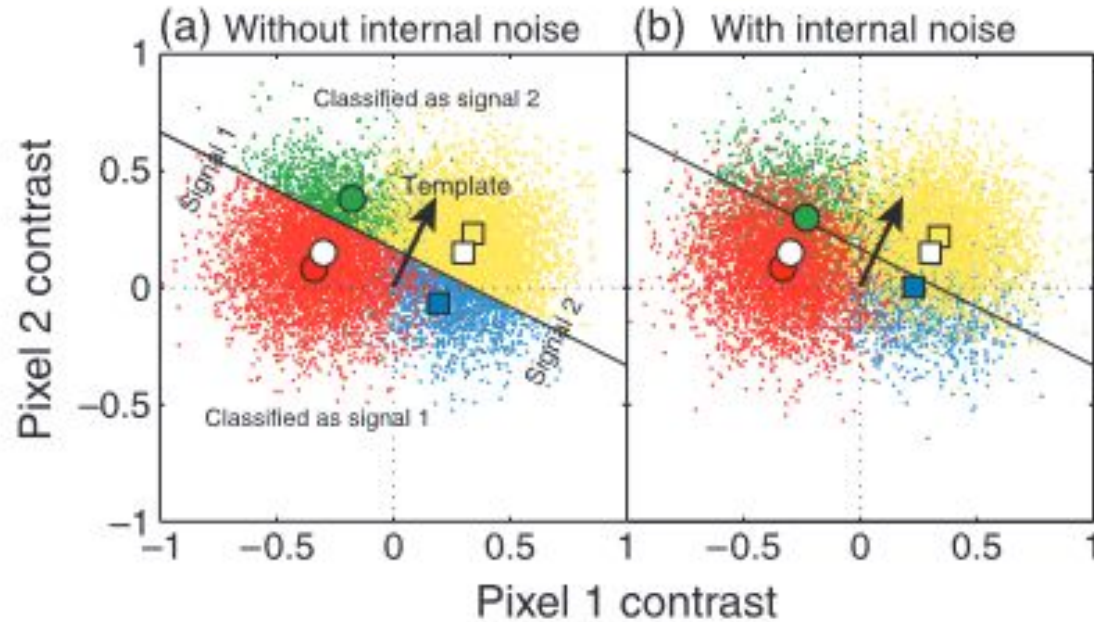 (a) Without internal noise
(b) With internal noise
1
Classified as signal 2
Signal 1
0.5
Template
Pixel 2 contrast
0
Signal 2
−0.5
Classified as signal 1
−1
−1 −0.5 0 0.5 1
−0.5 0 0.5 1
Pixel 1 contrast